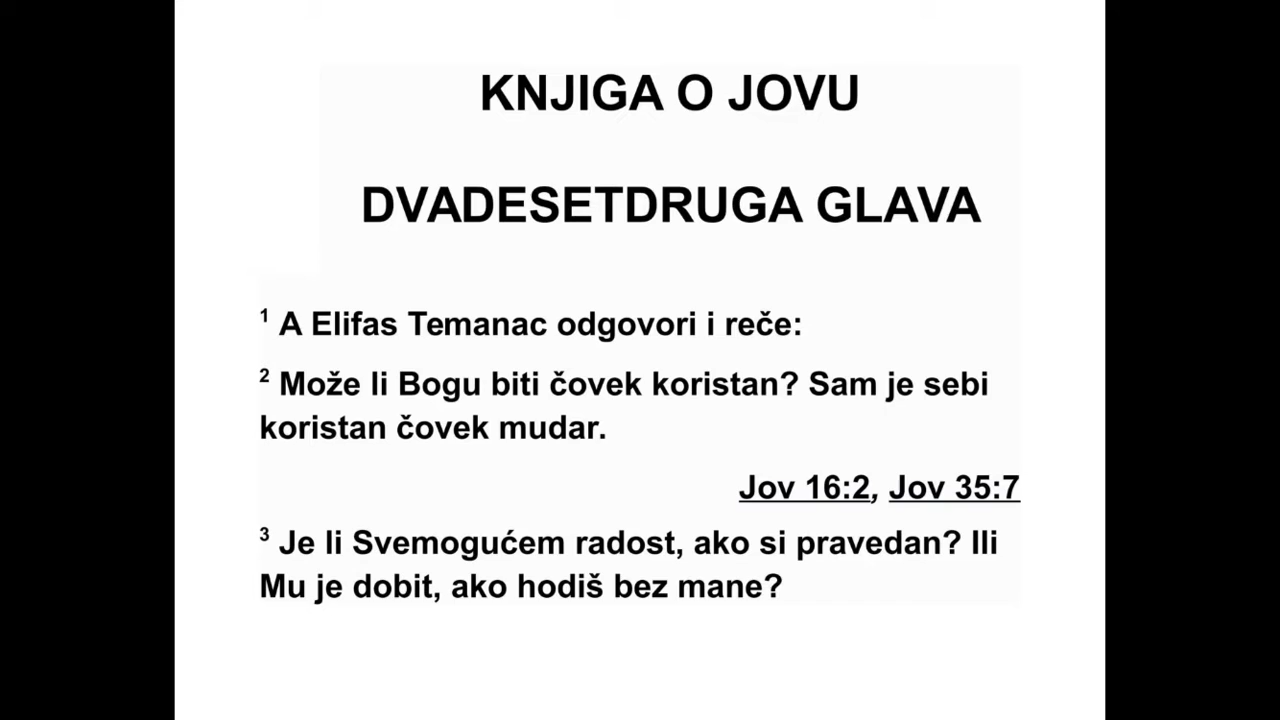 KNJIGA O JOVU
DVADESETDRUGA GLAVA
1 A Elifas Temanac odgovori i reče:
2 Može li Bogu biti čovek koristan? Sam je sebi
koristan čovek mudar.
Jov 16:2, Jov 35:7
3 Je li Svemogućem radost, ako si pravedan? Ili
Mu je dobit, ako hodiš bez mane?